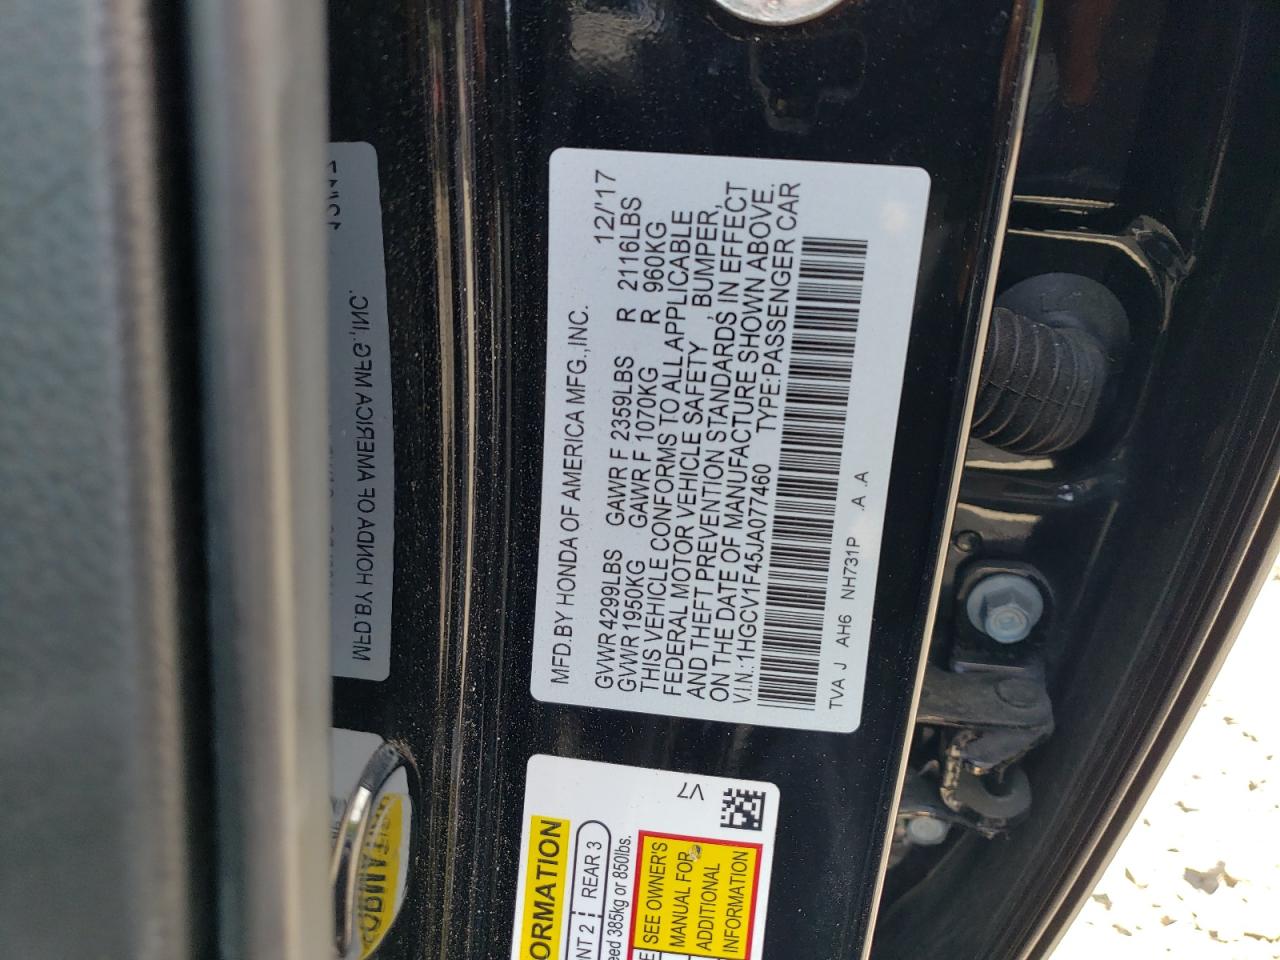 MFD.BY HONDA OF AMERICA MFG.,INC. 12/'17
GVWR 4299LBS GAWR F 2359LBS R 2116LBS
GVWR 1950KG GAWR F 1070KG R 960KG
THIS VEHICLE CONFORMS TO ALL APPLICABLE
FEDERAL MOTOR VEHICLE SAFETY , BUMPER,
AND THEFT PREVENTION STANDARDS IN EFFECT
ON THE DATE OF MANUFACTURE SHOWN ABOVE.
V.I.N.:1HGCV1F45JA077460 TYPE:PASSENGER CAR
TVA J AH6 NH731P .A .A
ORMATION
2 REAR 3
385kg or 850lbs.
SEE OWNER'S
MANUAL FOR
ADDITIONAL
INFORMATION
V7
MFD.BY HONDA OF AMERICA MFG.,INC.